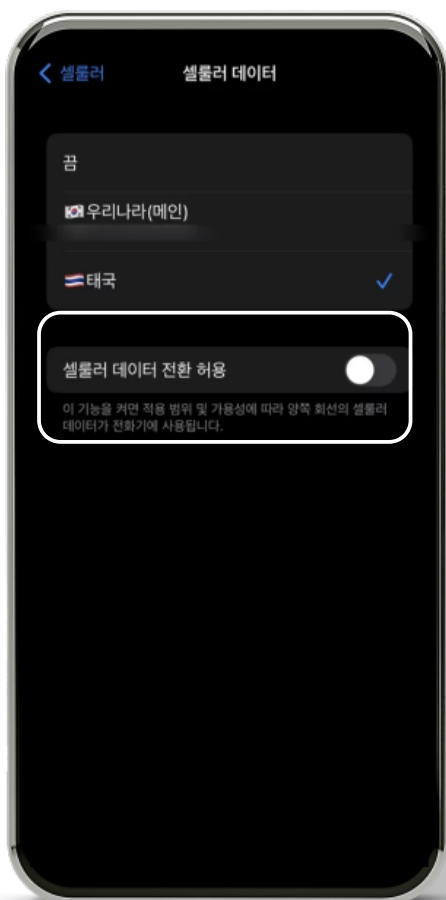 셀룰러 셀룰러 데이터
끔
🇰🇷우리나라(메인)
🇹🇭태국
셀룰러 데이터 전환 허용
이 기능을 켜면 적용 범위 및 가용성에 따라 양쪽 회선의 셀룰러
데이터가 전화기에 사용됩니다.